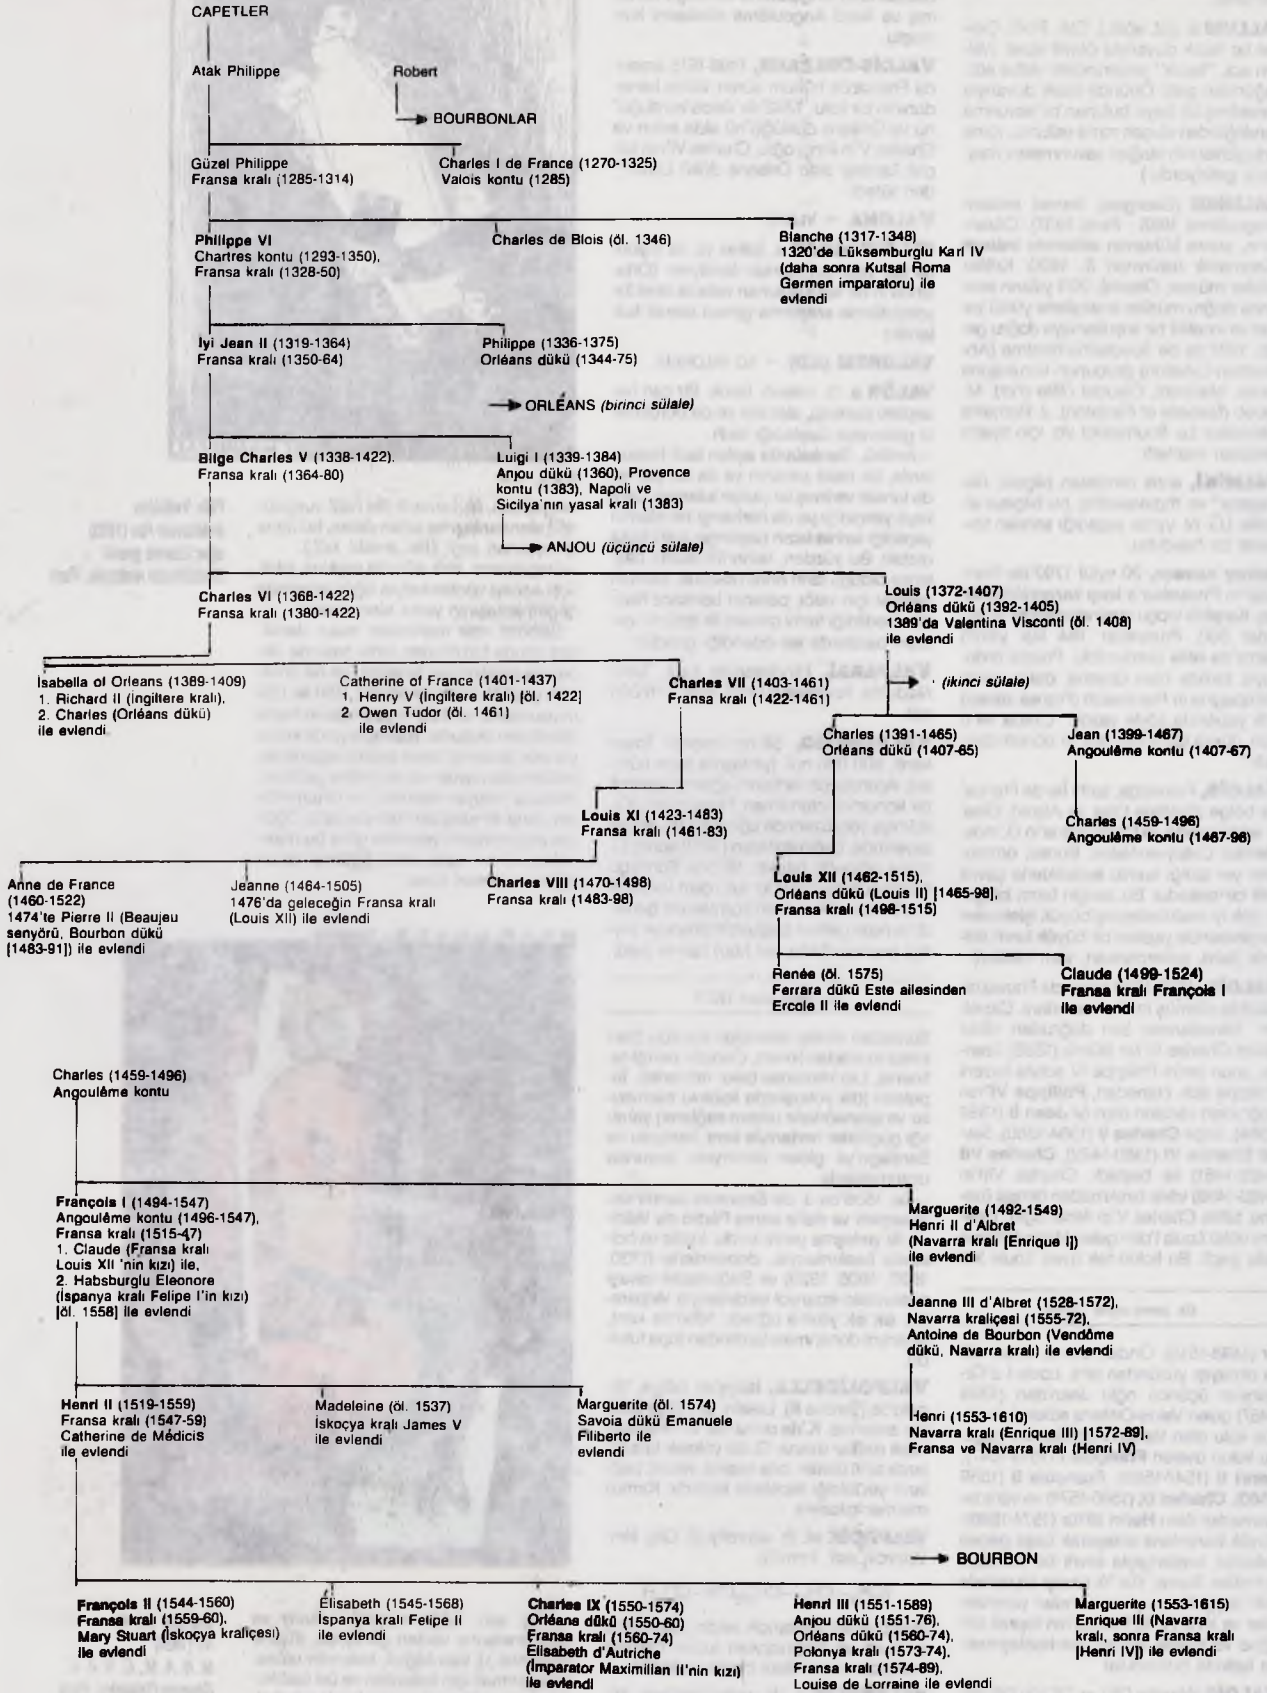 CAPETLER
Atak Philippe
Robert
BOURBONLAR
Güzel Philippe
Fransa kralı (1285-1314)
Charles I de France (1270-1325)
Valois kontu (1285)
Philippe VI
Chartres kontu (1293-1350),
Fransa kralı (1328-50)
Charles de Blois (öl. 1346)
Blanche (1317-1348)
1320'de Lüksemburglu Karl IV
(daha sonra Kutsal Roma
Germen imparatoru) ile
evlendi
İyi Jean II (1319-1364)
Fransa kralı (1350-64)
Philippe (1336-1375)
Orléans dükü (1344-75)
ORLÉANS (birinci sülale)
Bilge Charles V (1338-1422).
Fransa kralı (1364-80)
Luigi I (1339-1384)
Anjou dükü (1360), Provence
kontu (1383), Napoli ve
Sicilya'nın yasal kralı (1383)
ANJOU (üçüncü sülale)
Charles VI (1368-1422)
Fransa kralı (1380-1422)
Louis (1372-1407)
Orléans dükü (1392-1405)
1389'da Valentina Visconti (öl. 1408)
ile evlendi
(ikinci sülale)
Isabella of Orleans (1389-1409)
1. Richard II (İngiltere kralı),
2. Charles (Orléans dükü)
ile evlendi
Catherine of France (1401-1437)
1. Henry V (İngiltere kralı) [öl. 1422]
2. Owen Tudor (öl. 1461)
ile evlendi
Charles VII (1403-1461)
Fransa kralı (1422-1461)
Charles (1391-1465)
Orléans dükü (1407-65)
Jean (1399-1467)
Angoulême kontu (1407-67)
Louis XI (1423-1483)
Fransa kralı (1461-83)
Charles (1459-1496)
Angoulême kontu (1467-96)
Anne de France
(1460-1522)
1474'te Pierre II (Beaujeu
senyörü, Bourbon dükü
[1483-91]) ile evlendi
Jeanne (1464-1505)
1476'da geleceğin Fransa kralı
(Louis XII) ile evlendi
Charles VIII (1470-1498)
Fransa kralı (1483-98)
Louis XII (1462-1515),
Orléans dükü (Louis II) [1465-98],
Fransa kralı (1498-1515)
Renée (öl. 1575)
Ferrara dükü Este ailesinden
Ercole II ile evlendi
Claude (1499-1524)
Fransa kralı François I
ile evlendi
Charles (1459-1496)
Angoulême kontu
François I (1494-1547)
Angoulême kontu (1496-1547),
Fransa kralı (1515-47)
1. Claude (Fransa kralı
Louis XII 'nin kızı) ile,
2. Habsburglu Eleonore
(İspanya kralı Felipe I'in kızı)
[öl. 1558] ile evlendi
Marguerite (1492-1549)
Henri II d'Albret
(Navarra kralı [Enrique I])
ile evlendi
Jeanne III d'Albret (1528-1572),
Navarra kraliçesi (1555-72),
Antoine de Bourbon (Vendôme
dükü, Navarra kralı) ile evlendi
Henri II (1519-1559)
Fransa kralı (1547-59)
Catherine de Médicis
ile evlendi
Madeleine (öl. 1537)
İskoçya kralı James V
ile evlendi
Marguerite (öl. 1574)
Savoia dükü Emanuele
Filiberto ile
evlendi
Henri (1553-1610)
Navarra kralı (Enrique III) [1572-89],
Fransa ve Navarra kralı (Henri IV)
BOURBON
François II (1544-1560)
Fransa kralı (1559-60),
Mary Stuart (İskoçya kraliçesi)
ile evlendi
Élisabeth (1545-1568)
İspanya kralı Felipe II
ile evlendi
Charles IX (1550-1574)
Orléans dükü (1550-60)
Fransa kralı (1560-74)
Elisabeth d'Autriche
(İmparator Maximilian II'nin kızı)
ile evlendi
Henri III (1551-1589)
Anjou dükü (1551-76),
Orléans dükü (1560-74),
Polonya kralı (1573-74),
Fransa kralı (1574-89),
Louise de Lorraine ile evlendi
Marguerite (1553-1615)
Enrique III (Navarra
kralı, sonra Fransa kralı
[Henri IV]) ile evlendi